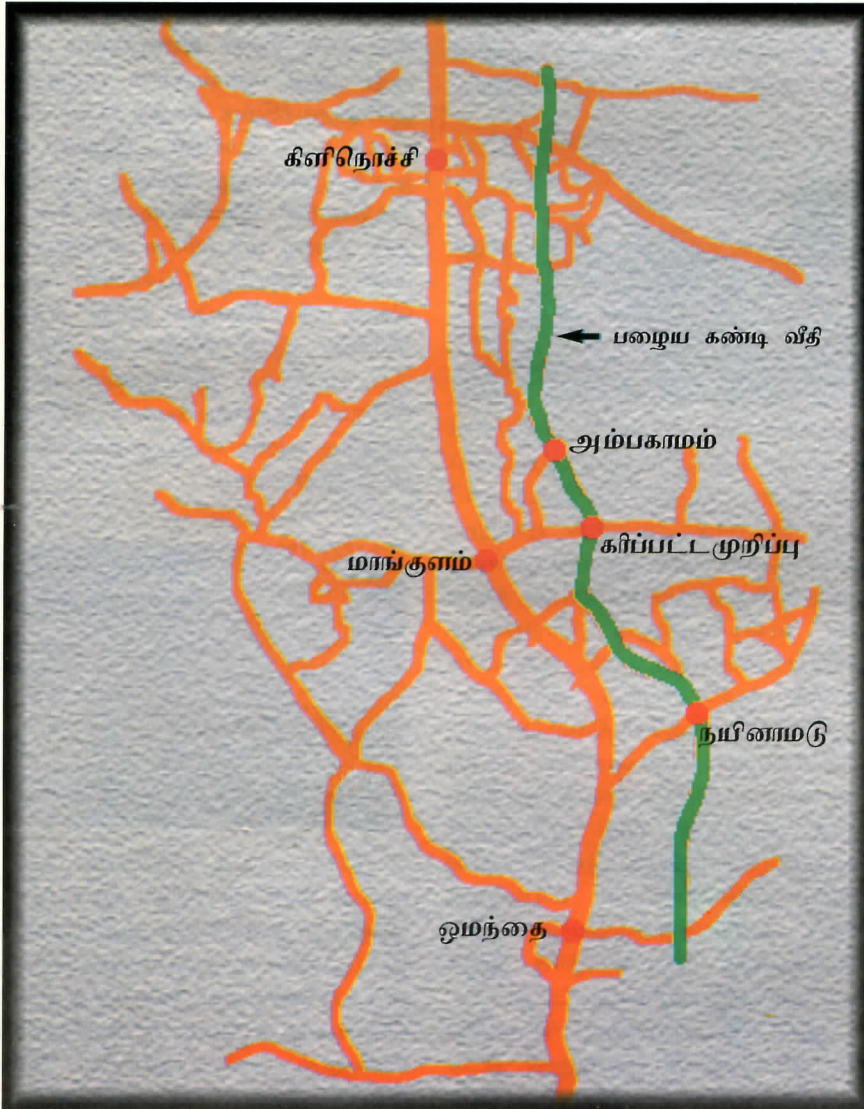 கிளிநொச்சி
பழைய கண்டி வீதி
அம்பகாமம்
கரிப்பட்டமுறிப்பு
மாங்குளம்
நயினாமடு
ஓமந்தை